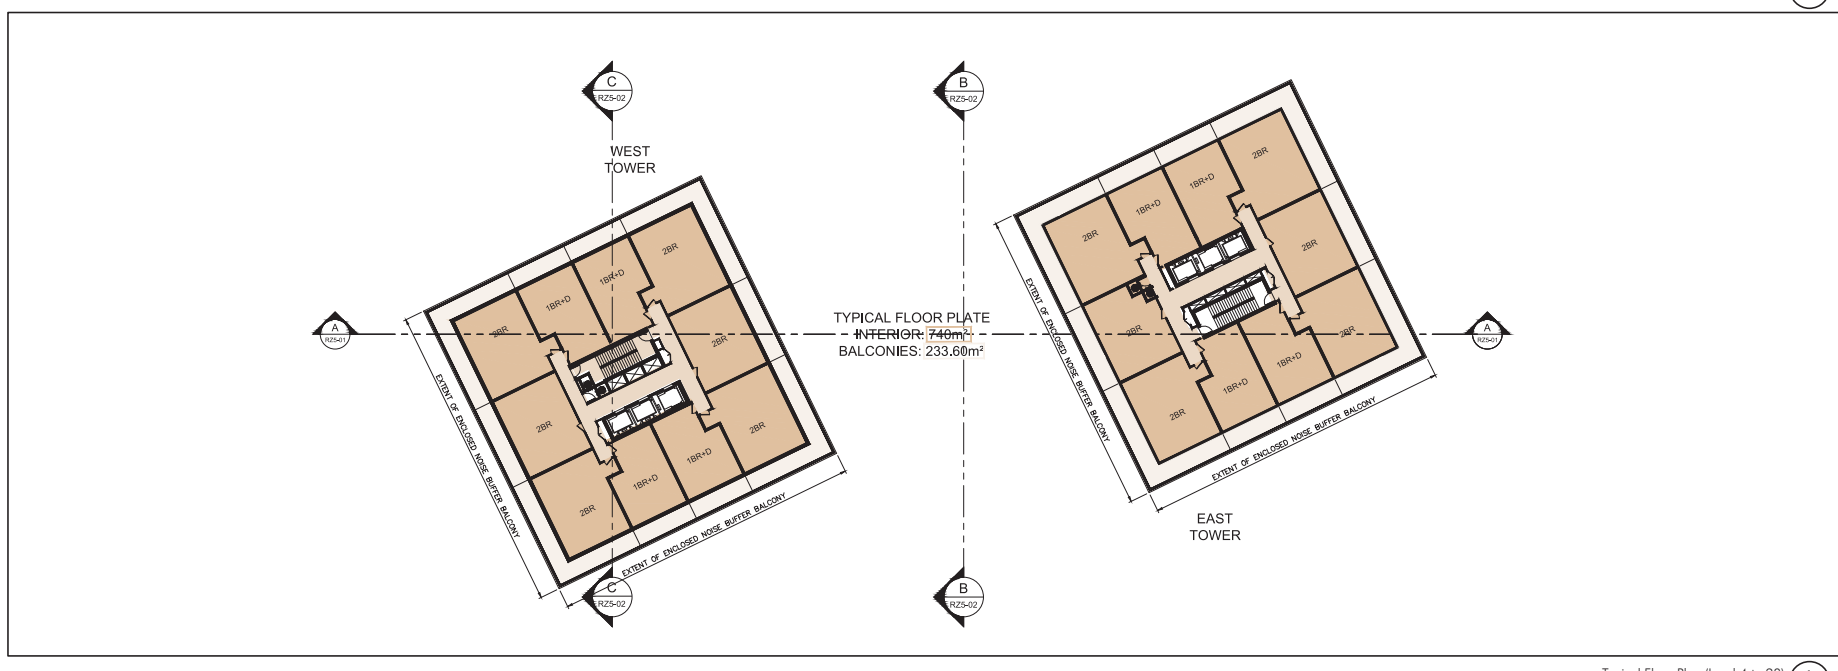 C
RZ5-02
B
RZ5-02
WEST
TOWER
2BR
1BR+D
1BR+D
2BR
2BR
1BR+D
1BR+D
2BR
A
RZ5-01
TYPICAL FLOOR PLATE
INTERIOR: 740m²
BALCONIES: 233.60m²
A
RZ5-01
2BR
2BR
2BR
2BR
1BR+D
1BR+D
2BR
2BR
2BR
2BR
1BR+D
1BR+D
EXTENT OF ENCLOSED NOISE BUFFER BALCONY
EXTENT OF ENCLOSED NOISE BUFFER BALCONY
EXTENT OF ENCLOSED NOISE BUFFER BALCONY
EXTENT OF ENCLOSED NOISE BUFFER BALCONY
EAST
TOWER
C
RZ5-02
B
RZ5-02